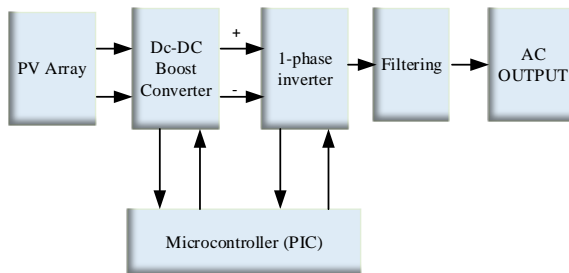 PV Array
Dc-DC
Boost
Converter
+
-
1-phase
inverter
Filtering
AC
OUTPUT
Microcontroller (PIC)